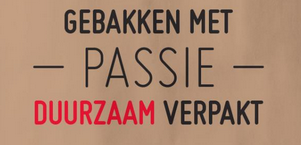 GEBAKKEN MET
— PASSIE —
DUURZAAM VERPAKT